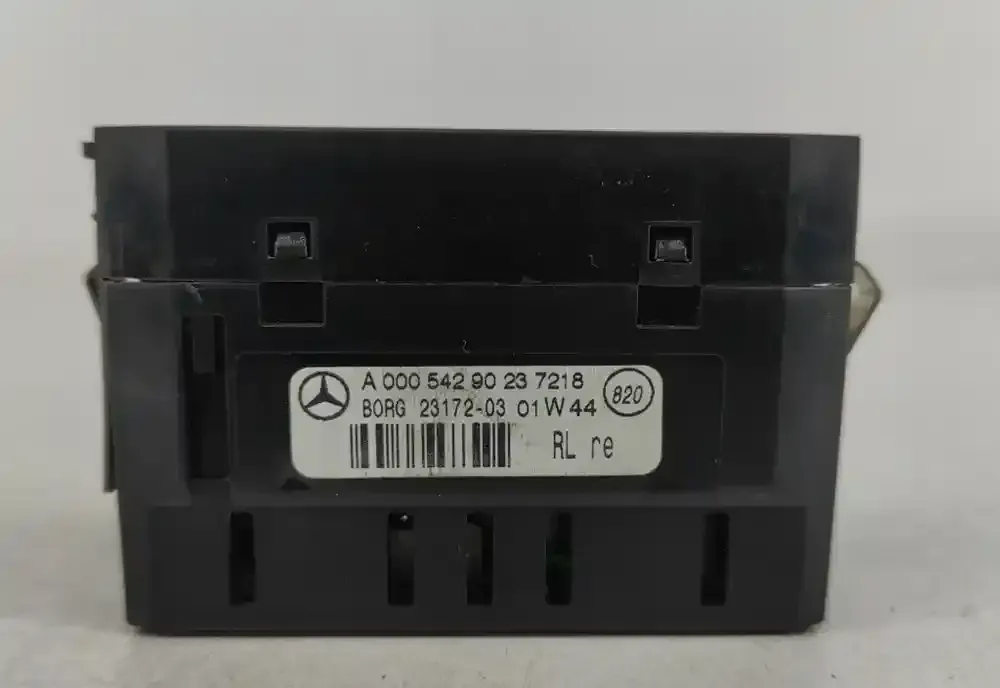 A 000 542 90 23 7218
BORG 23172-03 01W44
820
RL re